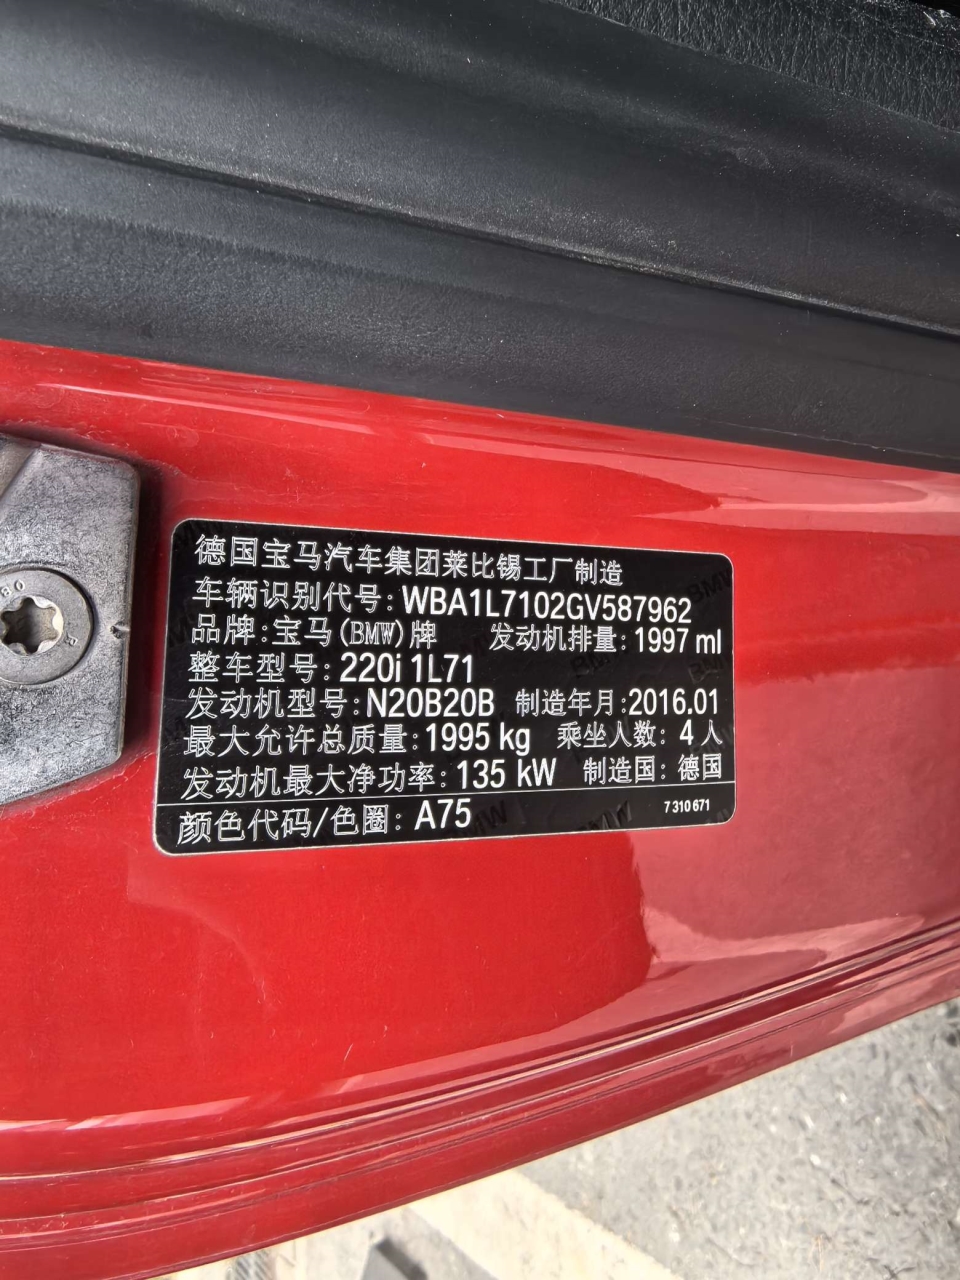 德国宝马汽车集团莱比锡工厂制造
车辆识别代号: WBA1L7102GV587962
品牌: 宝马(BMW)牌 发动机排量: 1997 ml
整车型号: 220i 1L71
发动机型号: N20B20B 制造年月: 2016.01
最大允许总质量: 1995 kg 乘坐人数: 4 人
发动机最大净功率: 135 kW 制造国: 德国
颜色代码/色圈: A75 7 310 671